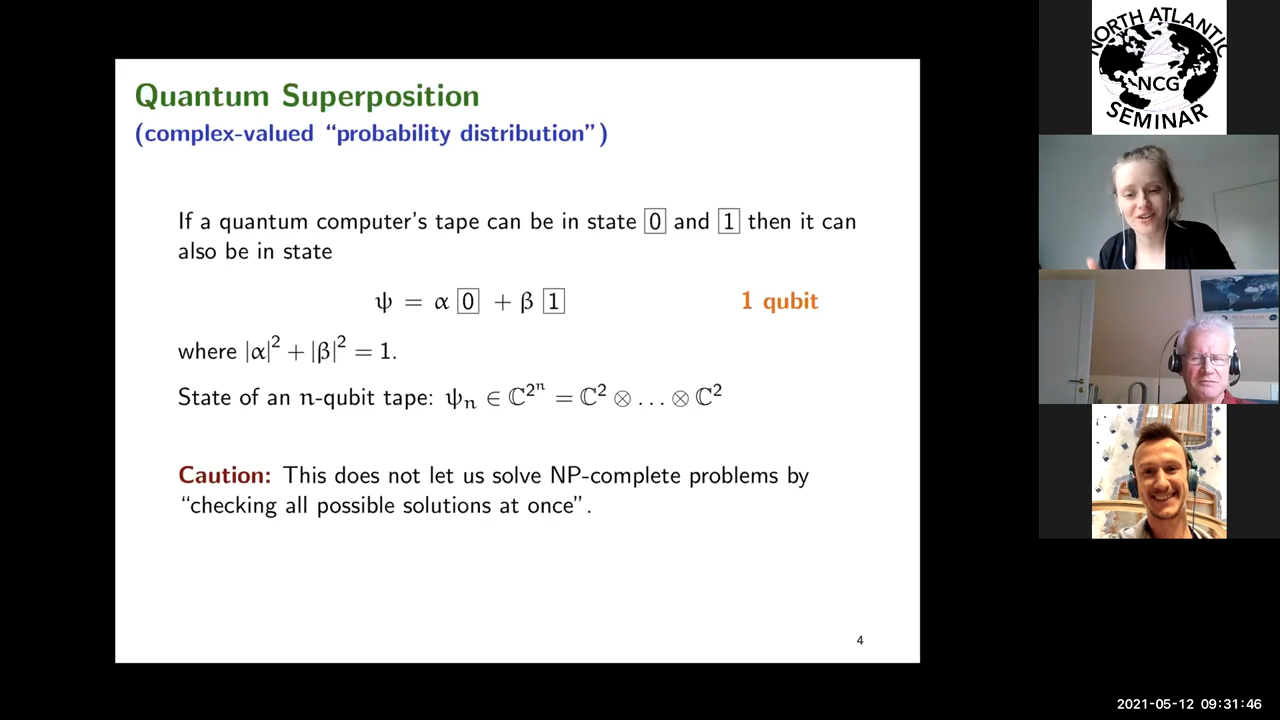 Quantum Superposition
(complex-valued “probability distribution”)
If a quantum computer’s tape can be in state 0 and 1 then it can
also be in state
ψ = α 0 + β 1
1 qubit
where |α|² + |β|² = 1.
State of an n-qubit tape: ψₙ ∈ ℂ^{2^n} = ℂ² ⊗ … ⊗ ℂ²
Caution: This does not let us solve NP-complete problems by
“checking all possible solutions at once”.
4
NORTH ATLANTIC
NCG
SEMINAR
2021-05-12 09:31:46